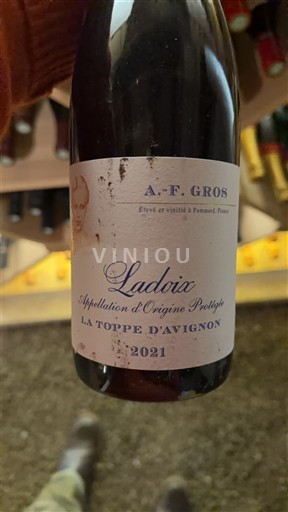 A.-F. GROS
Élevé et vinifié à Pommard, France
VINIOU
Ladoix
Appellation d'Origine Protégée
LA TOPPE D'AVIGNON
2021